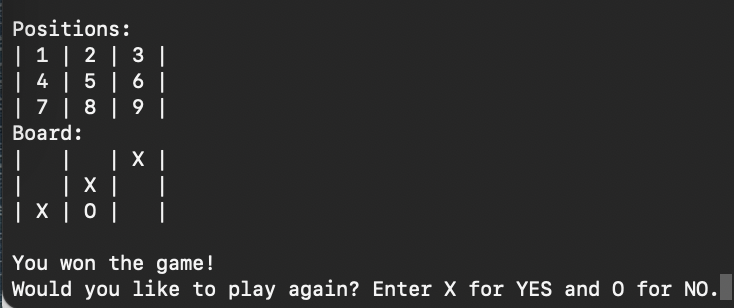 Positions:
| 1 | 2 | 3 |
| 4 | 5 | 6 |
| 7 | 8 | 9 |
Board:
|   |   | X |
|   | X |   |
| X | O |   |
You won the game!
Would you like to play again? Enter X for YES and O for NO.